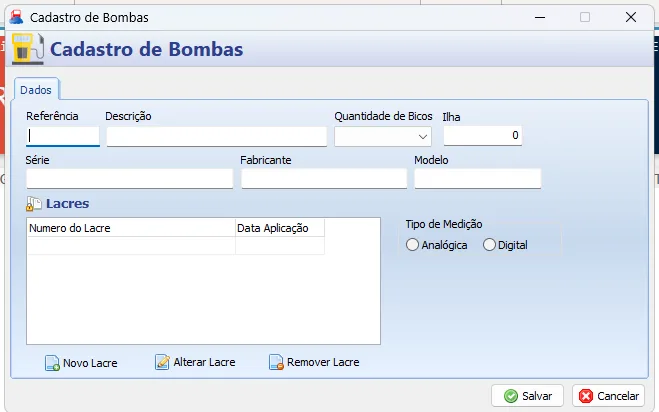 Cadastro de Bombas
Cadastro de Bombas
Dados
Referência Descrição Quantidade de Bicos Ilha
0
Série Fabricante Modelo
Lacres
Numero do Lacre Data Aplicação
Tipo de Medição
Analógica Digital
Novo Lacre Alterar Lacre Remover Lacre
Salvar Cancelar